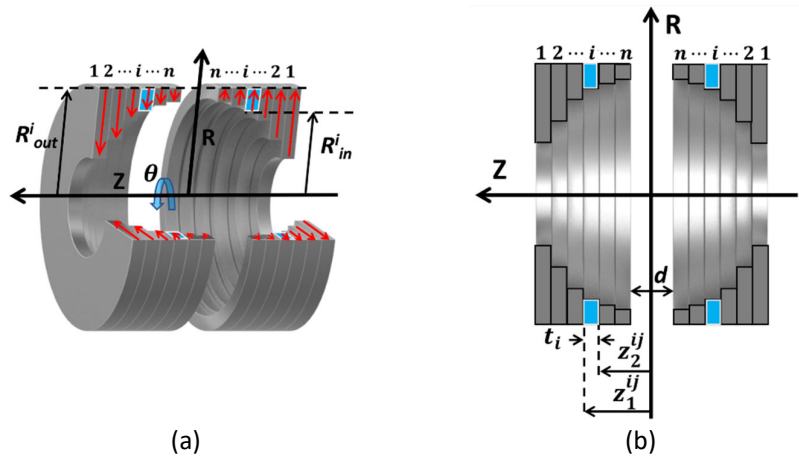 1 2 ⋯ i ⋯ n
n ⋯ i ⋯ 2 1
R
R^i_out
R^i_in
Z
θ
(a)
R
1 2 ⋯ i ⋯ n
n ⋯ i ⋯ 2 1
Z
d
t_i
z_2^ij
z_1^ij
(b)